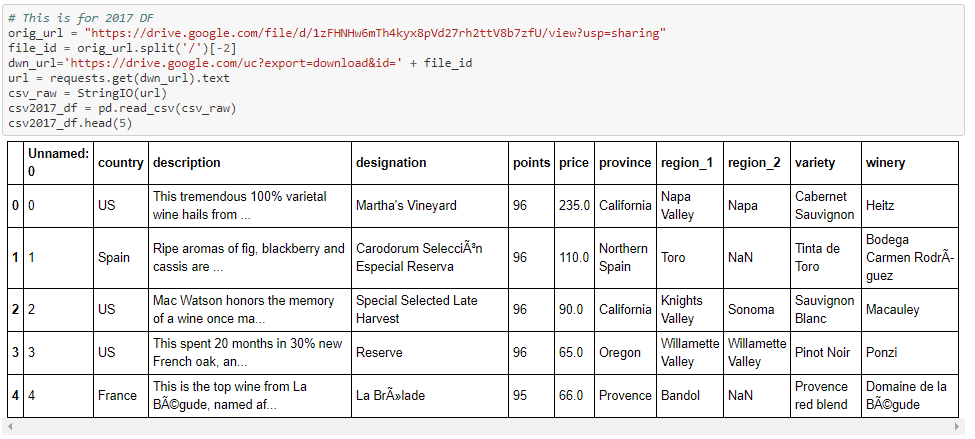 # This is for 2017 DF
orig_url = "https://drive.google.com/file/d/1zFHNHw6mTh4kyx8pVd27rh2ttV8b7zfU/view?usp=sharing"
file_id = orig_url.split('/')[-2]
dwn_url='https://drive.google.com/uc?export=download&id=' + file_id
url = requests.get(dwn_url).text
csv_raw = StringIO(url)
csv2017_df = pd.read_csv(csv_raw)
csv2017_df.head(5)
Unnamed: 0 country description designation points price province region_1 region_2 variety winery
0 0 US This tremendous 100% varietal wine hails from ... Martha's Vineyard 96 235.0 California Napa Valley Napa Cabernet Sauvignon Heitz
1 1 Spain Ripe aromas of fig, blackberry and cassis are ... Carodorum SelecciÃªn Especial Reserva 96 110.0 Northern Spain Toro NaN Tinta de Toro Bodega Carmen RodrÃ-guez
2 2 US Mac Watson honors the memory of a wine once ma... Special Selected Late Harvest 96 90.0 California Knights Valley Sonoma Sauvignon Blanc Macauley
3 3 US This spent 20 months in 30% new French oak, an... Reserve 96 65.0 Oregon Willamette Valley Willamette Valley Pinot Noir Ponzi
4 4 France This is the top wine from La BÃ©gude, named af... La BrÃ»lade 95 66.0 Provence Bandol NaN Provence red blend Domaine de la BÃ©gude